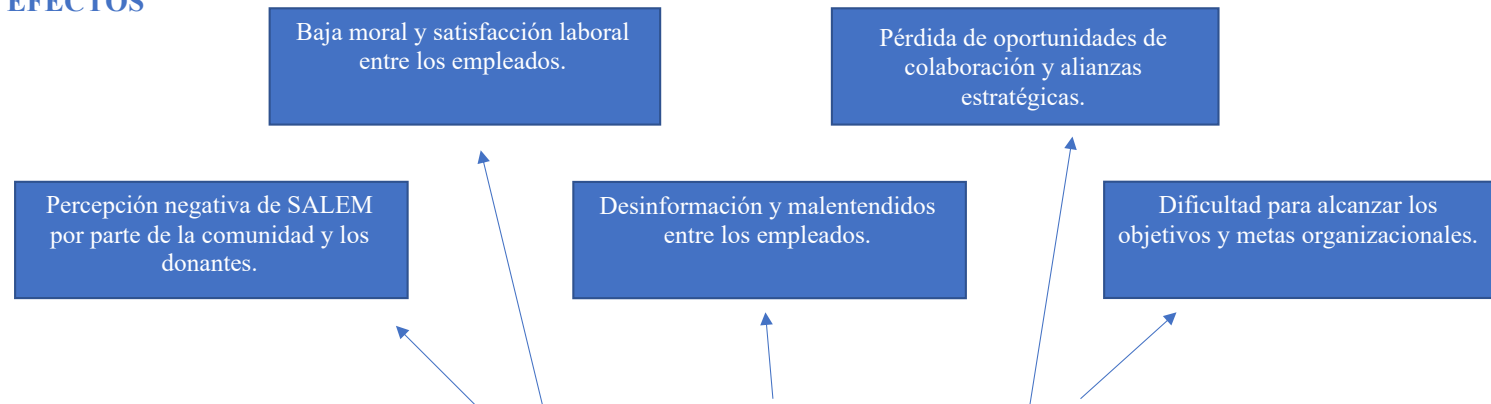 EFECTOS
Baja moral y satisfacción laboral
entre los empleados.
Pérdida de oportunidades de
colaboración y alianzas
estratégicas.
Percepción negativa de SALEM
por parte de la comunidad y los
donantes.
Desinformación y malentendidos
entre los empleados.
Dificultad para alcanzar los
objetivos y metas organizacionales.